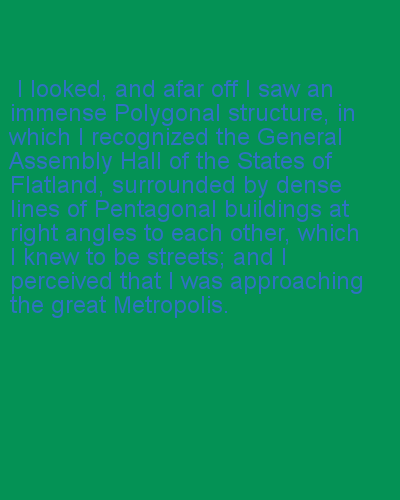 I looked, and afar off I saw an
immense Polygonal structure, in
which I recognized the General
Assembly Hall of the States of
Flatland, surrounded by dense
lines of Pentagonal buildings at
right angles to each other, which
I knew to be streets; and I
perceived that I was approaching
the great Metropolis.